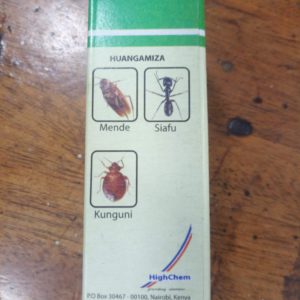 HUANGAMIZA
Mende
Siafu
Kunguni
HighChem
P.O Box 30467 - 00100, Nairobi, Kenya